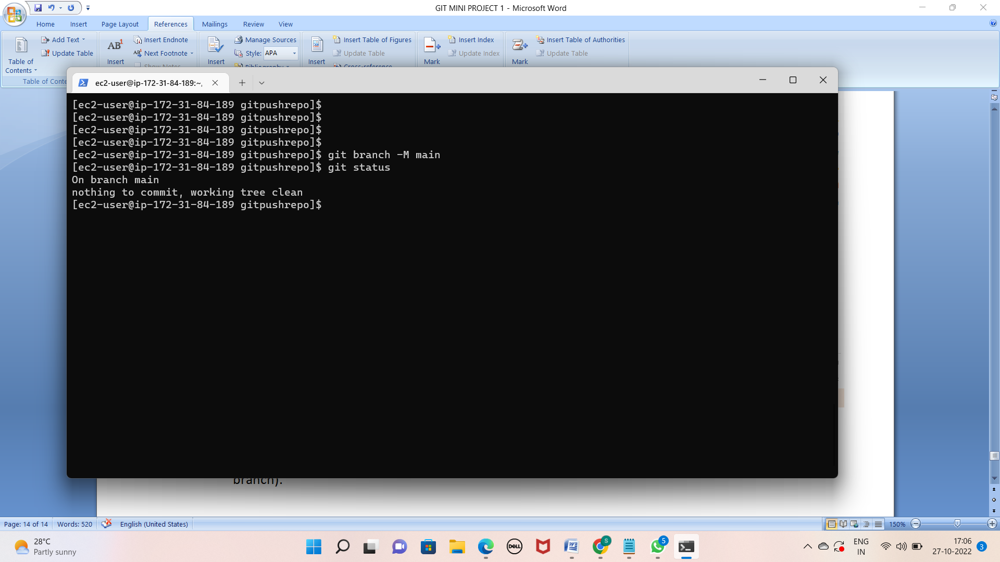 GIT MINI PROJECT 1 - Microsoft Word
Home Insert Page Layout References Mailings Review View
Add Text Insert Endnote Manage Sources Insert Table of Figures Insert Index Insert Table of Authorities
Update Table AB1 Next Footnote Style: APA Update Table Update Index Update Table
Table of Contents Insert Show Notes Insert Bibliography Insert Cross-reference Mark Mark
Table of Conte
ec2-user@ip-172-31-84-189:~,
[ec2-user@ip-172-31-84-189 gitpushrepo]$
[ec2-user@ip-172-31-84-189 gitpushrepo]$
[ec2-user@ip-172-31-84-189 gitpushrepo]$
[ec2-user@ip-172-31-84-189 gitpushrepo]$
[ec2-user@ip-172-31-84-189 gitpushrepo]$ git branch -M main
[ec2-user@ip-172-31-84-189 gitpushrepo]$ git status
On branch main
nothing to commit, working tree clean
[ec2-user@ip-172-31-84-189 gitpushrepo]$
branch).
Page: 14 of 14 Words: 520 English (United States) 150%
28°C
Partly sunny
DELL
S
5
ENG
IN
17:06
27-10-2022
3